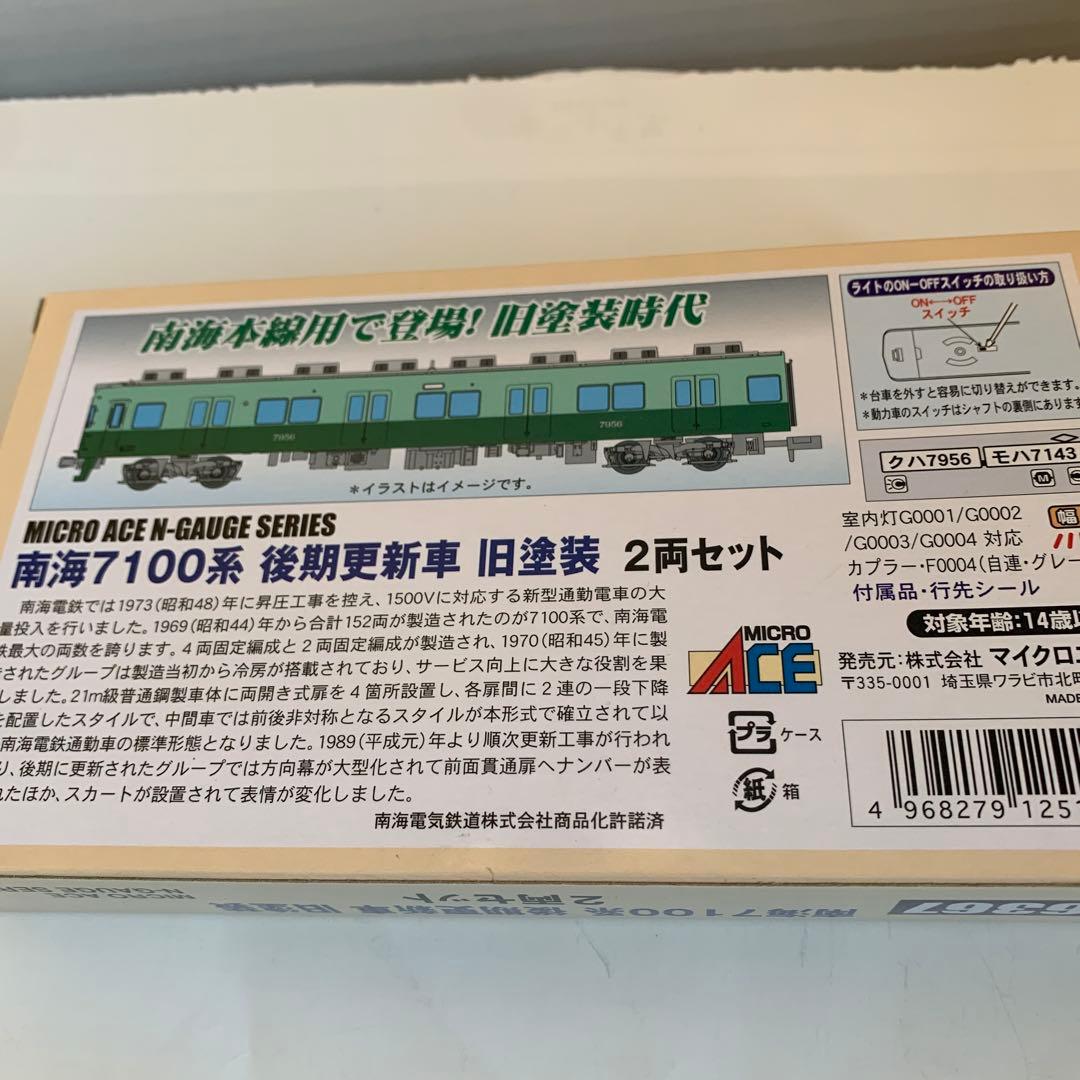 南海本線用で登場! 旧塗装時代
7956
7956
*イラストはイメージです。
MICRO ACE N-GAUGE SERIES
南海7100系 後期更新車 旧塗装 2両セット
南海電鉄では1973(昭和48)年に昇圧工事を控え、1500Vに対応する新型通勤電車の大
量投入を行いました。1969(昭和44)年から合計152両が製造されたのが7100系で、南海電
鉄最大の両数を誇ります。4両固定編成と2両固定編成が製造され、1970(昭和45)年に製
されたグループは製造当初から冷房が搭載されており、サービス向上に大きな役割を果
しました。21m級普通鋼製車体に両開き式扉を4箇所設置し、各扉間に2連の一段下降
を配置したスタイルで、中間車では前後非対称となるスタイルが本形式で確立されて以
南海電鉄通勤車の標準形態となりました。1989(平成元)年より順次更新工事が行われ
り、後期に更新されたグループでは方向幕が大型化されて前面貫通扉へナンバーが表
れたほか、スカートが設置されて表情が変化しました。
南海電気鉄道株式会社商品化許諾済
ライトのON-OFFスイッチの取り扱い方
ON←→OFF
スイッチ
*台車を外すと容易に切り替えができます。
*動力車のスイッチはシャフトの裏側にあります
クハ7956 モハ7143
C M
室内灯G0001/G0002
/G0003/G0004 対応
幅
カプラー・F0004(自連・グレー
付属品・行先シール
対象年齢:14歳以
MICRO
ACE
発売元:株式会社 マイクロエ
〒335-0001 埼玉県ワラビ市北町
MADE
プラ ケース
紙 箱
4 968279 1251
MICRO ACE
N-GAUGE SERI
南海7100系 後期更新車 旧塗装
2両セット
6367